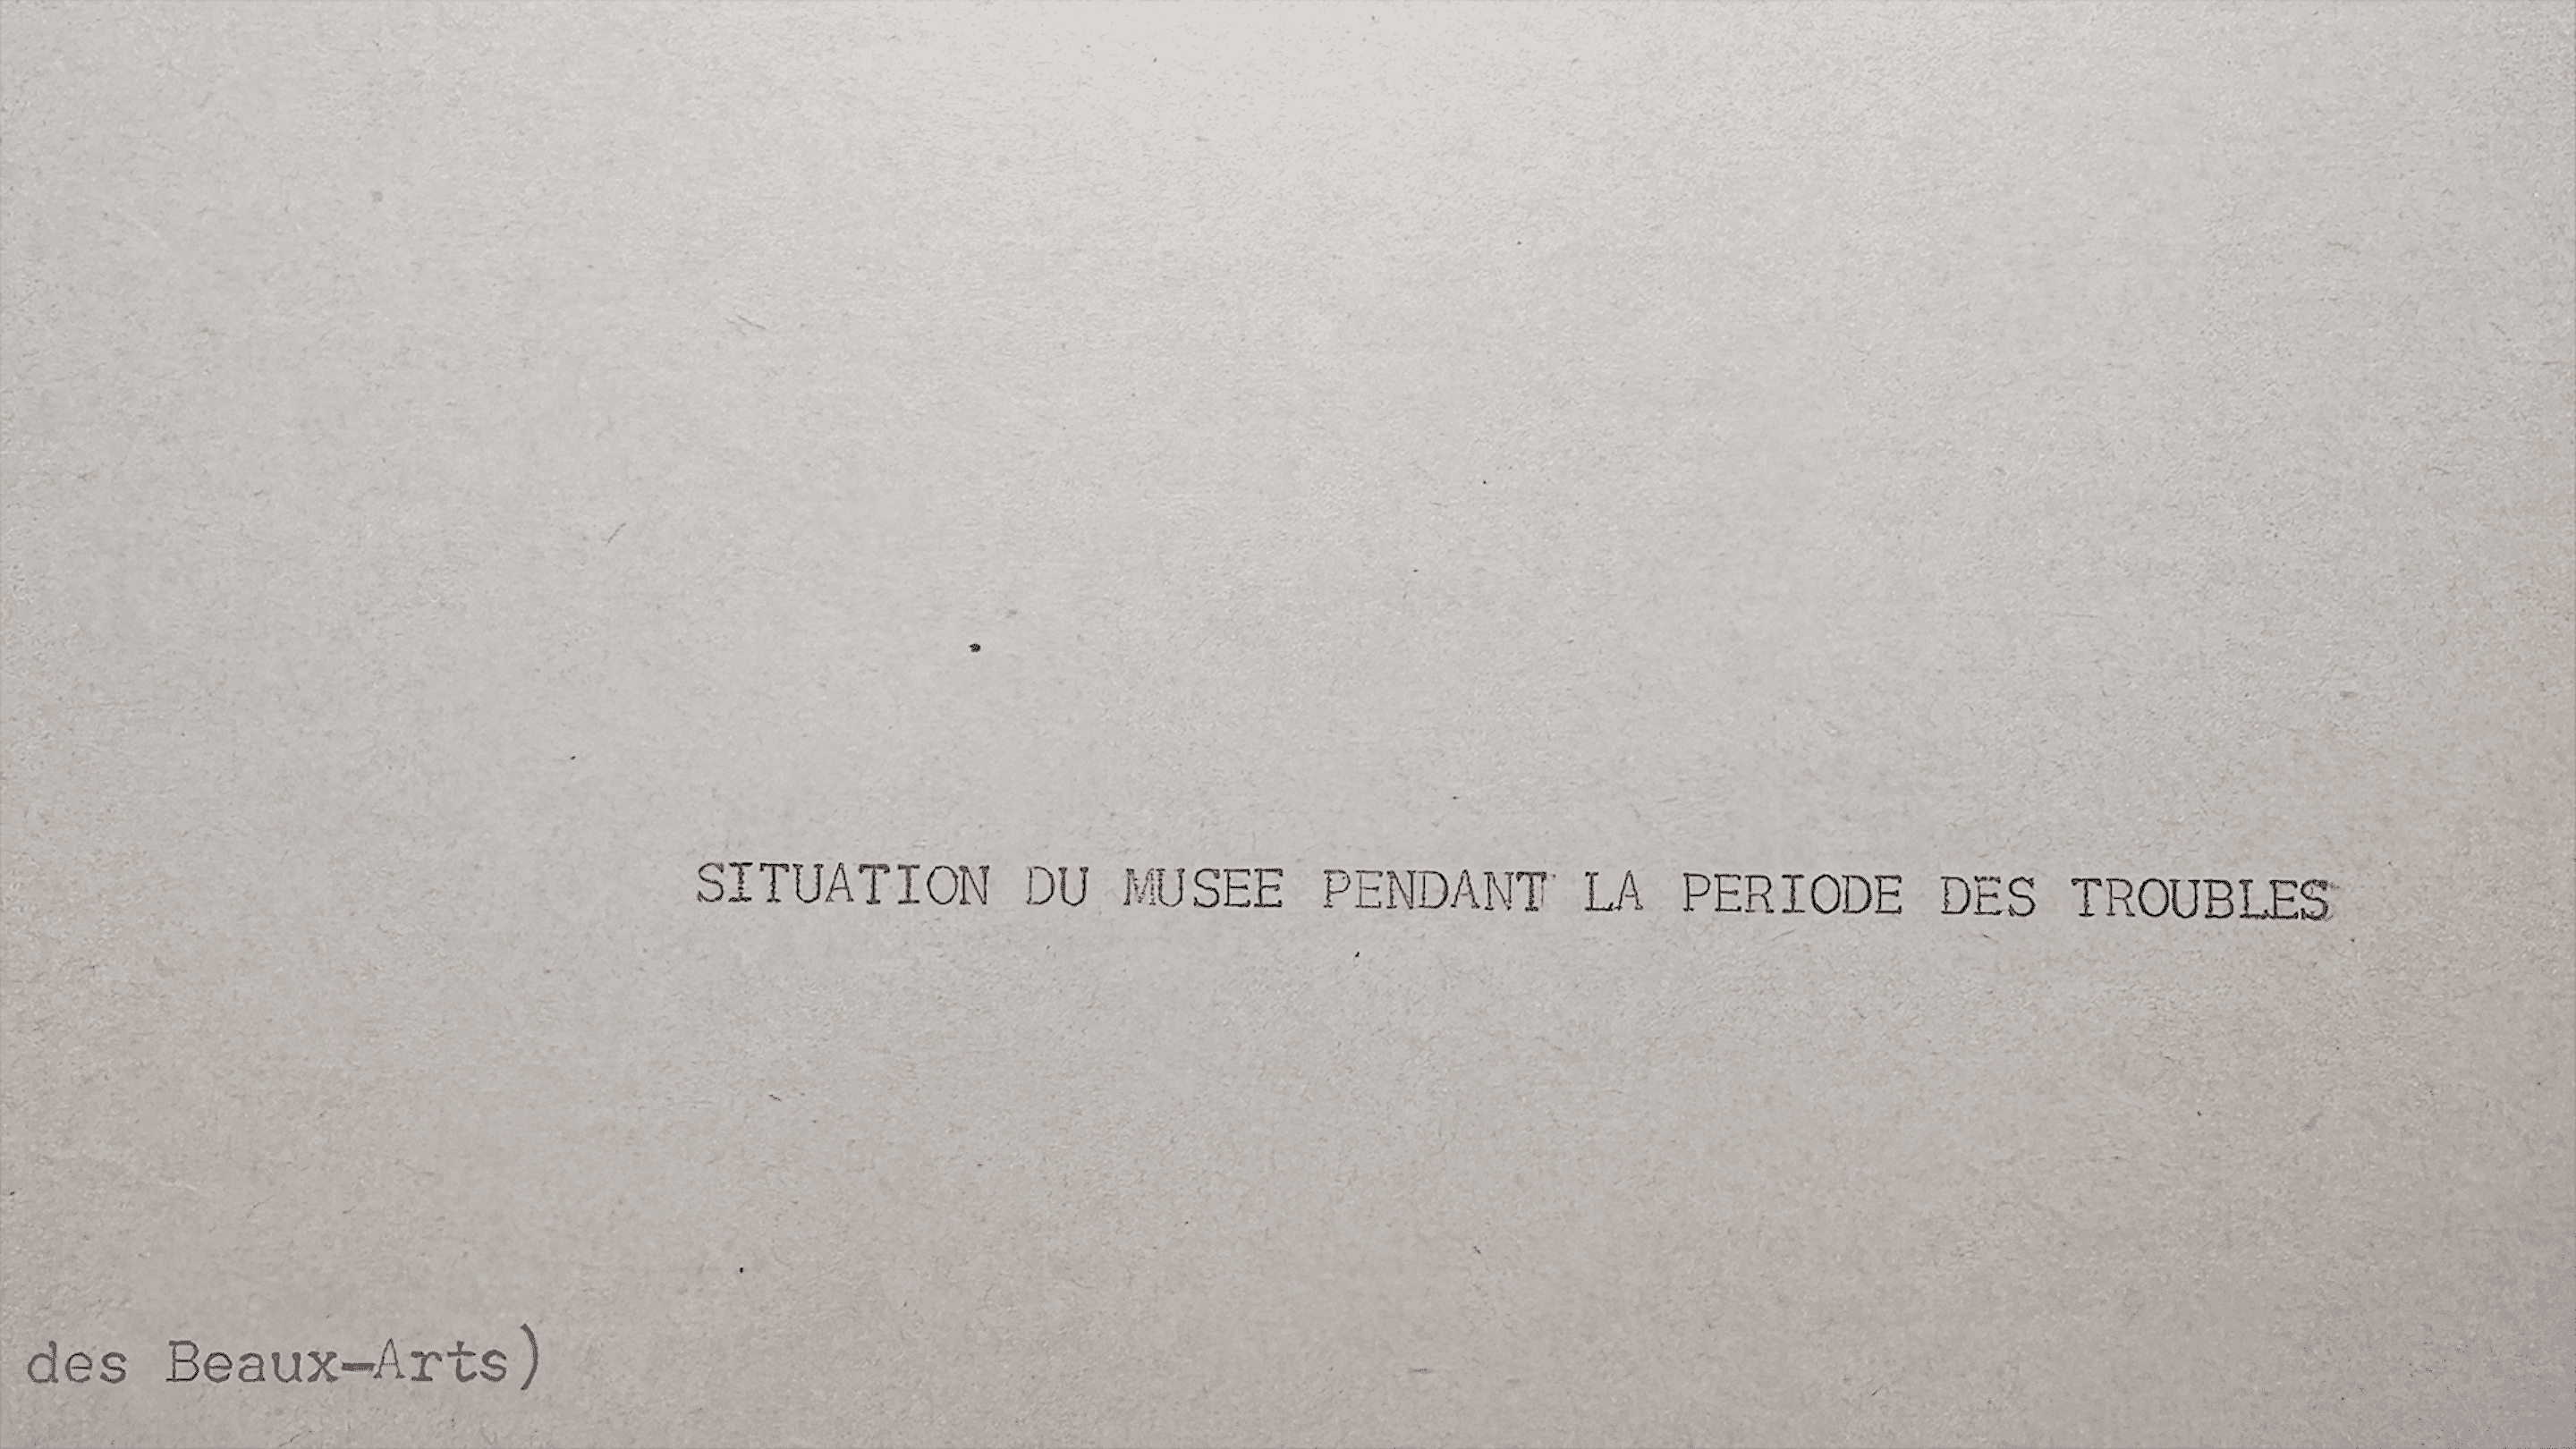 SITUATION DU MUSEE PENDANT LA PERIODE DES TROUBLES
des Beaux-Arts)